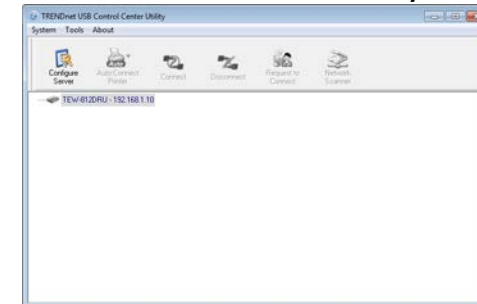 TRENDnet USB Control Center Utility
System Tools About
Configure Server
Auto-Connect Printer
Connect
Disconnect
Request to Connect
Network Scanner
TEW-812DRU - 192.168.1.10